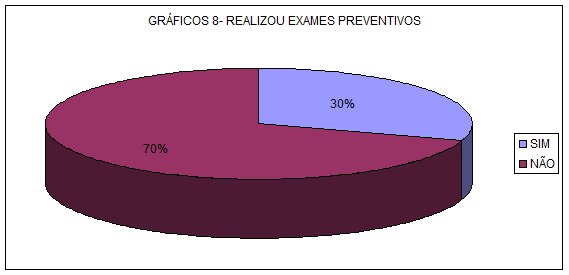 GRÁFICOS 8- REALIZOU EXAMES PREVENTIVOS
30%
70%
SIM
NÃO